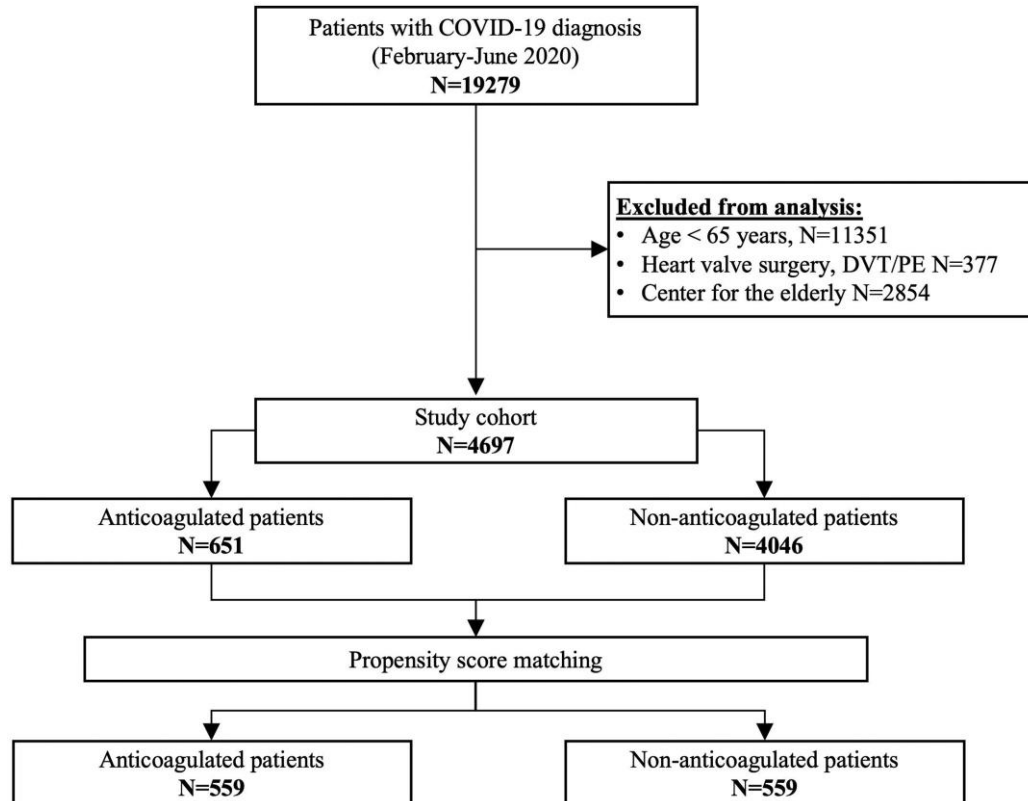 Patients with COVID-19 diagnosis
(February-June 2020)
N=19279
Excluded from analysis:
• Age < 65 years, N=11351
• Heart valve surgery, DVT/PE N=377
• Center for the elderly N=2854
Study cohort
N=4697
Anticoagulated patients
N=651
Non-anticoagulated patients
N=4046
Propensity score matching
Anticoagulated patients
N=559
Non-anticoagulated patients
N=559